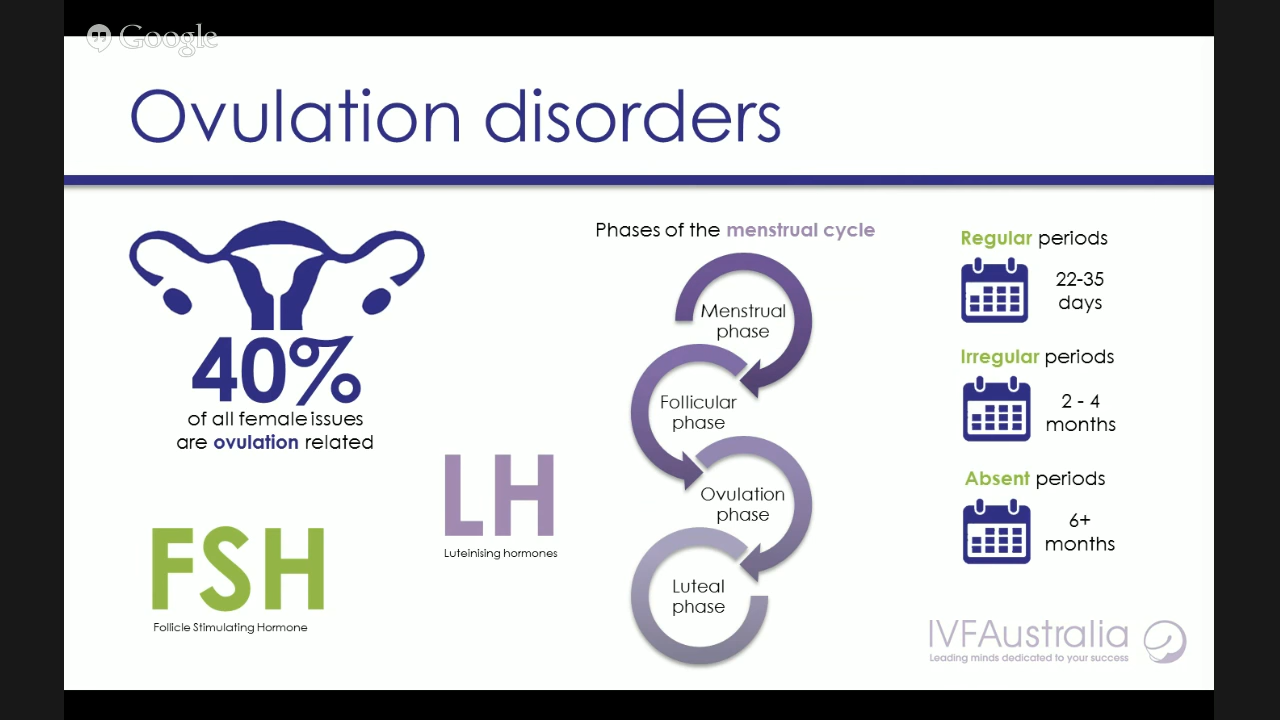 Google
Ovulation disorders
40%
of all female issues
are ovulation related
FSH
Follicle Stimulating Hormone
LH
Luteinising hormones
Phases of the menstrual cycle
Menstrual
phase
Follicular
phase
Ovulation
phase
Luteal
phase
Regular periods
22-35
days
Irregular periods
2 - 4
months
Absent periods
6+
months
IVFAustralia
Leading minds dedicated to your success